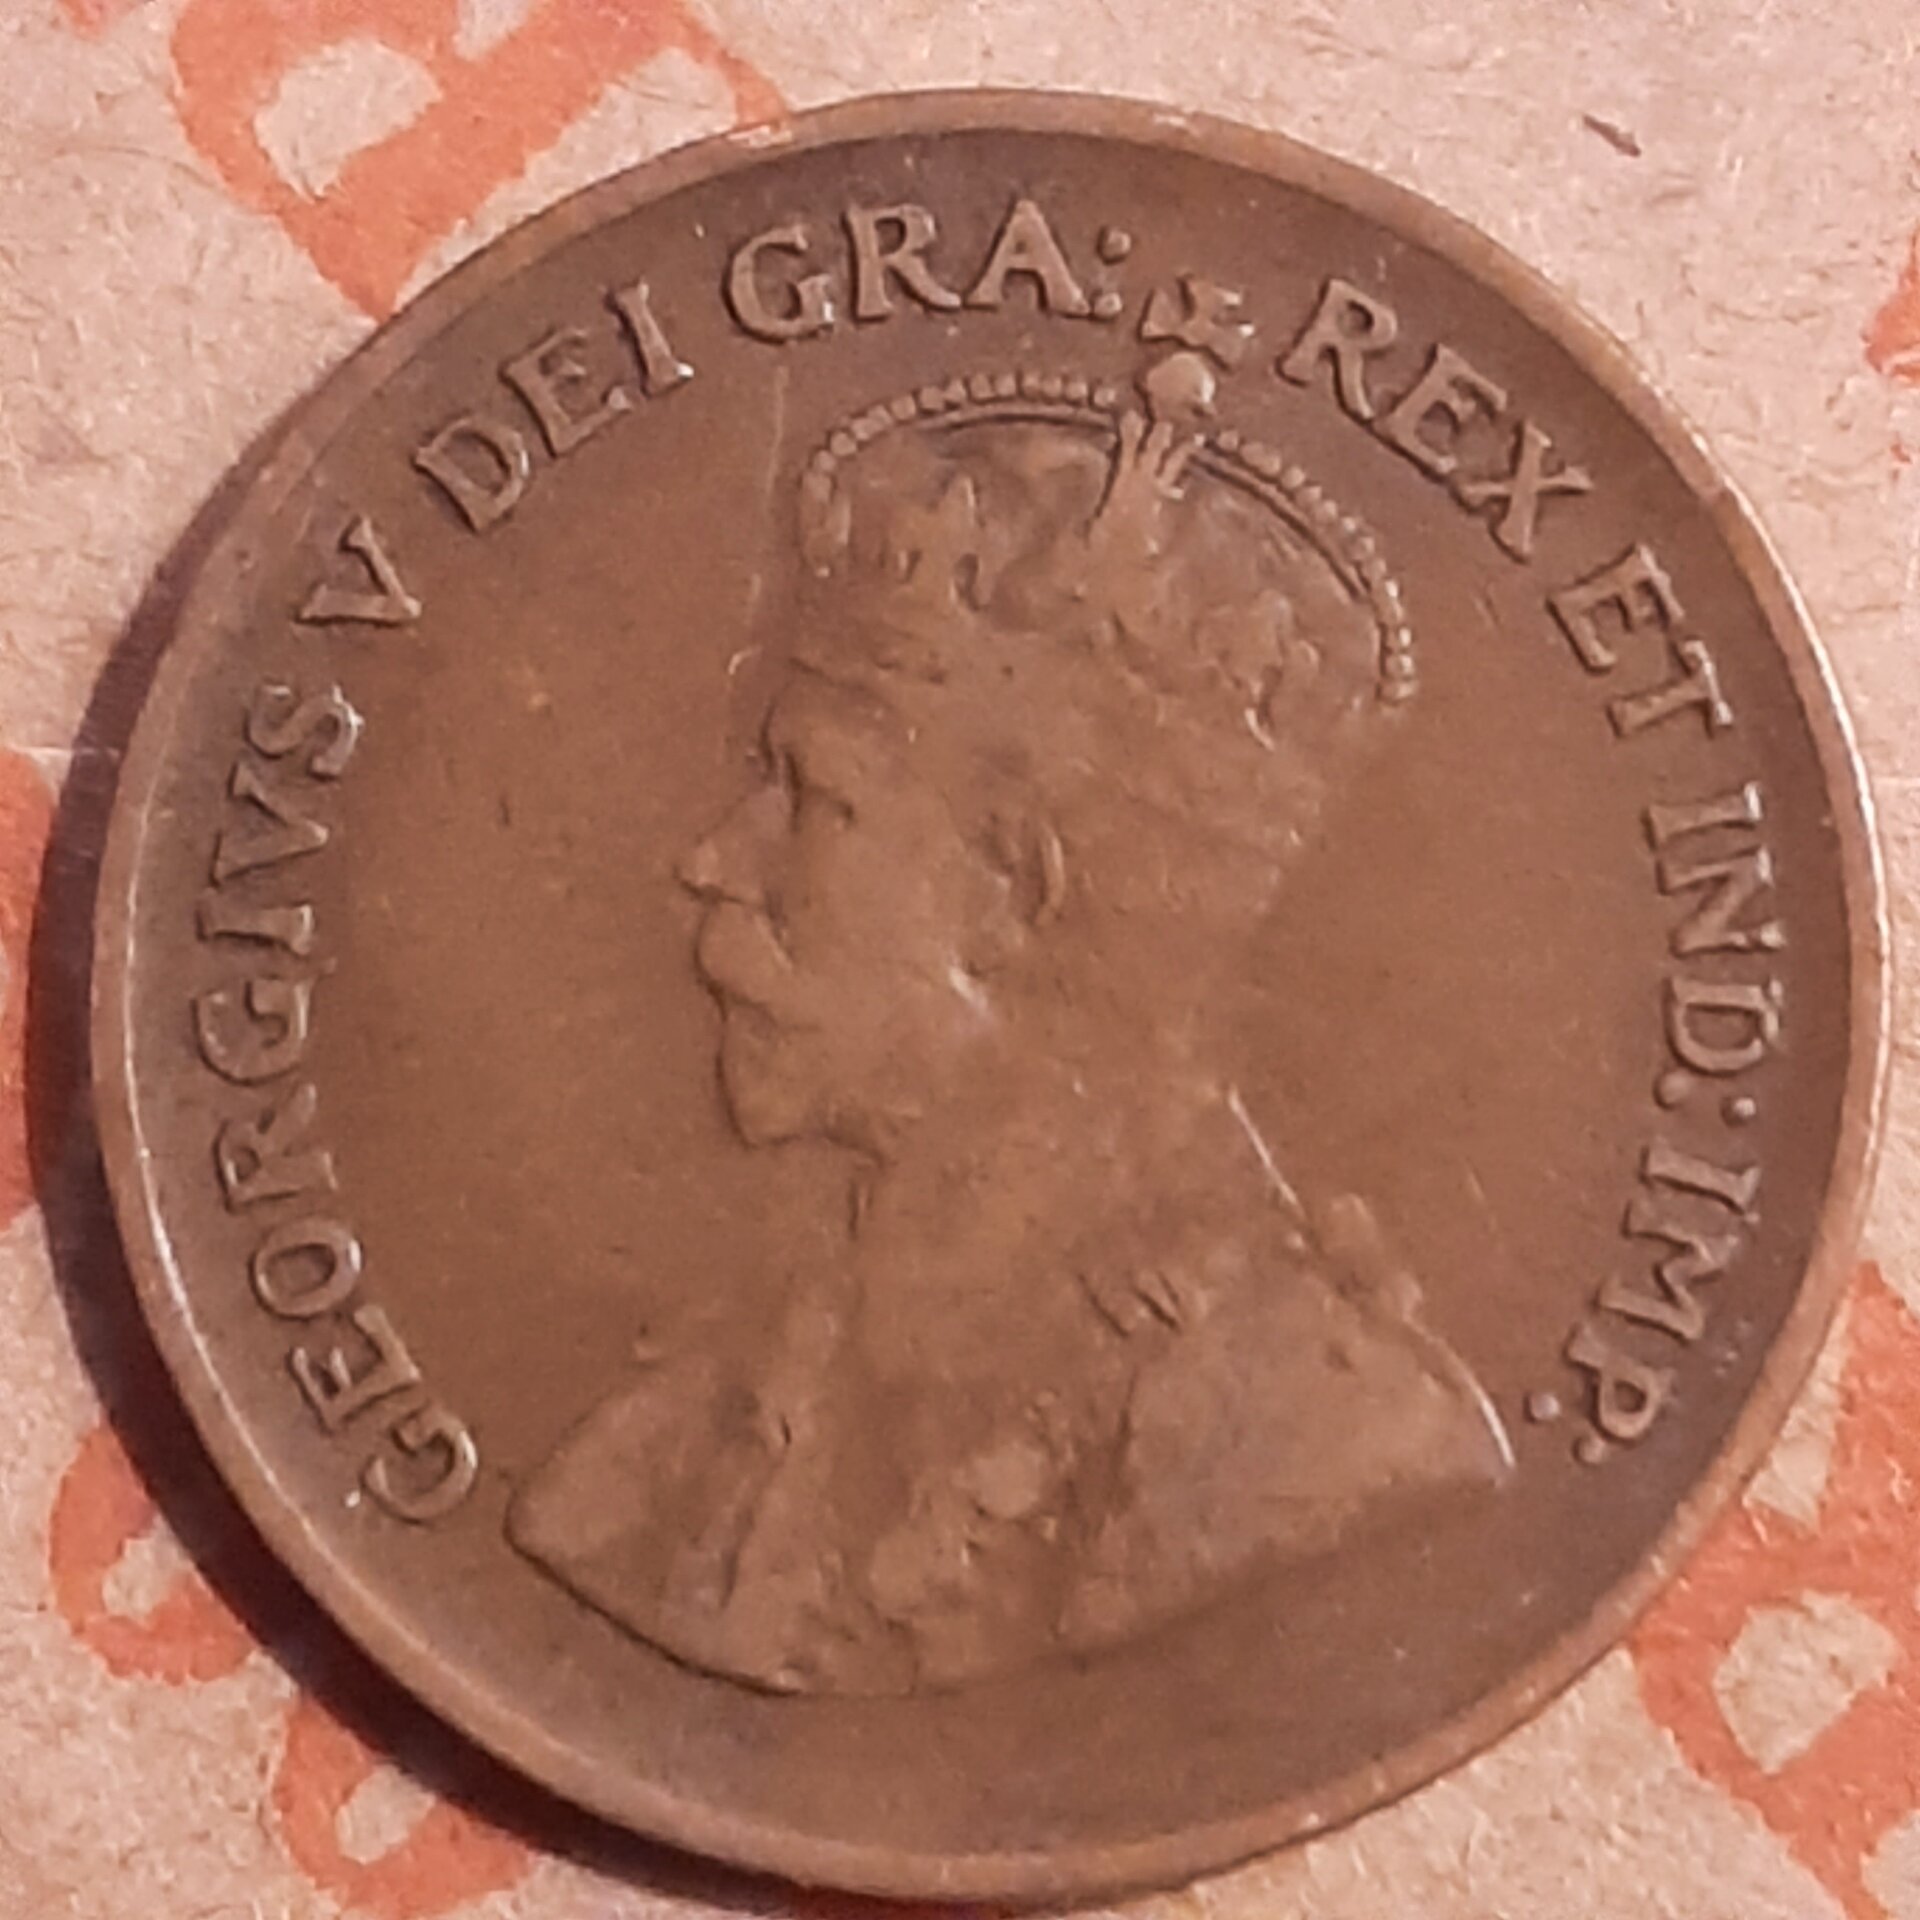 GEORGIVS V DEI GRA: REX ET IND: IMP: